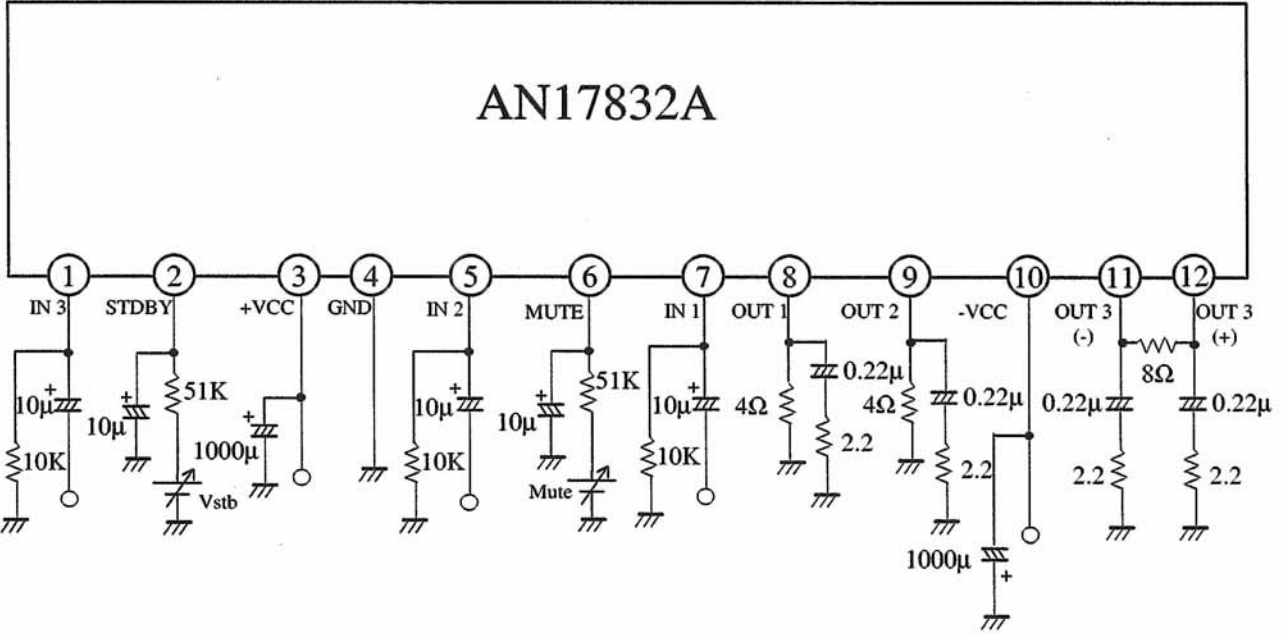 AN17832A
1 2 3 4 5 6 7 8 9 10 11 12
IN 3 STDBY +VCC GND IN 2 MUTE IN 1 OUT 1 OUT 2 -VCC OUT 3 OUT 3
(-) (+)
8Ω
+ + + + + +
51K 51K 0.22μ
10μ 10μ 10μ 10μ 10μ 4Ω 4Ω 0.22μ 0.22μ 0.22μ
1000μ
10K 10K 10K 2.2 2.2 2.2 2.2
Vstb Mute
1000μ
+